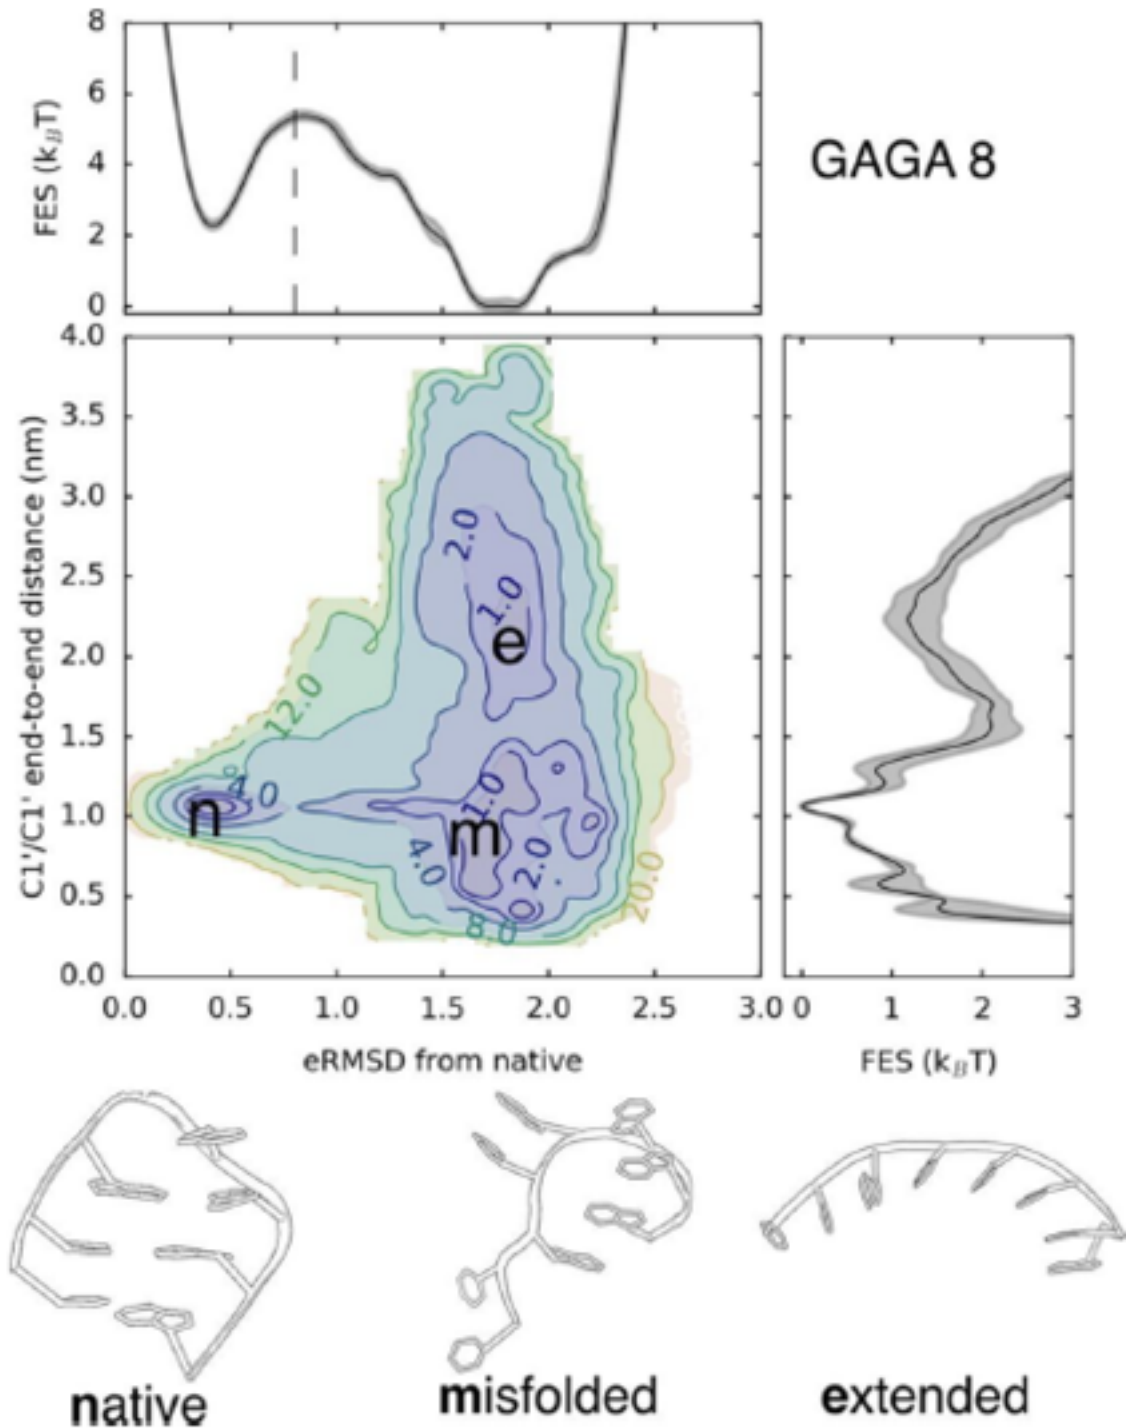 8
6
4
2
0
FES (k_BT)
GAGA 8
4.0
3.5
3.0
2.5
2.0
1.5
1.0
0.5
0.0
C1'/C1' end-to-end distance (nm)
2.0
1.0
e
12.0
4.0
n
1.0
m
4.0
2.0
8.0
20.0
0.0 0.5 1.0 1.5 2.0 2.5 3.0
0 1 2 3
eRMSD from native
FES (k_BT)
native
misfolded
extended